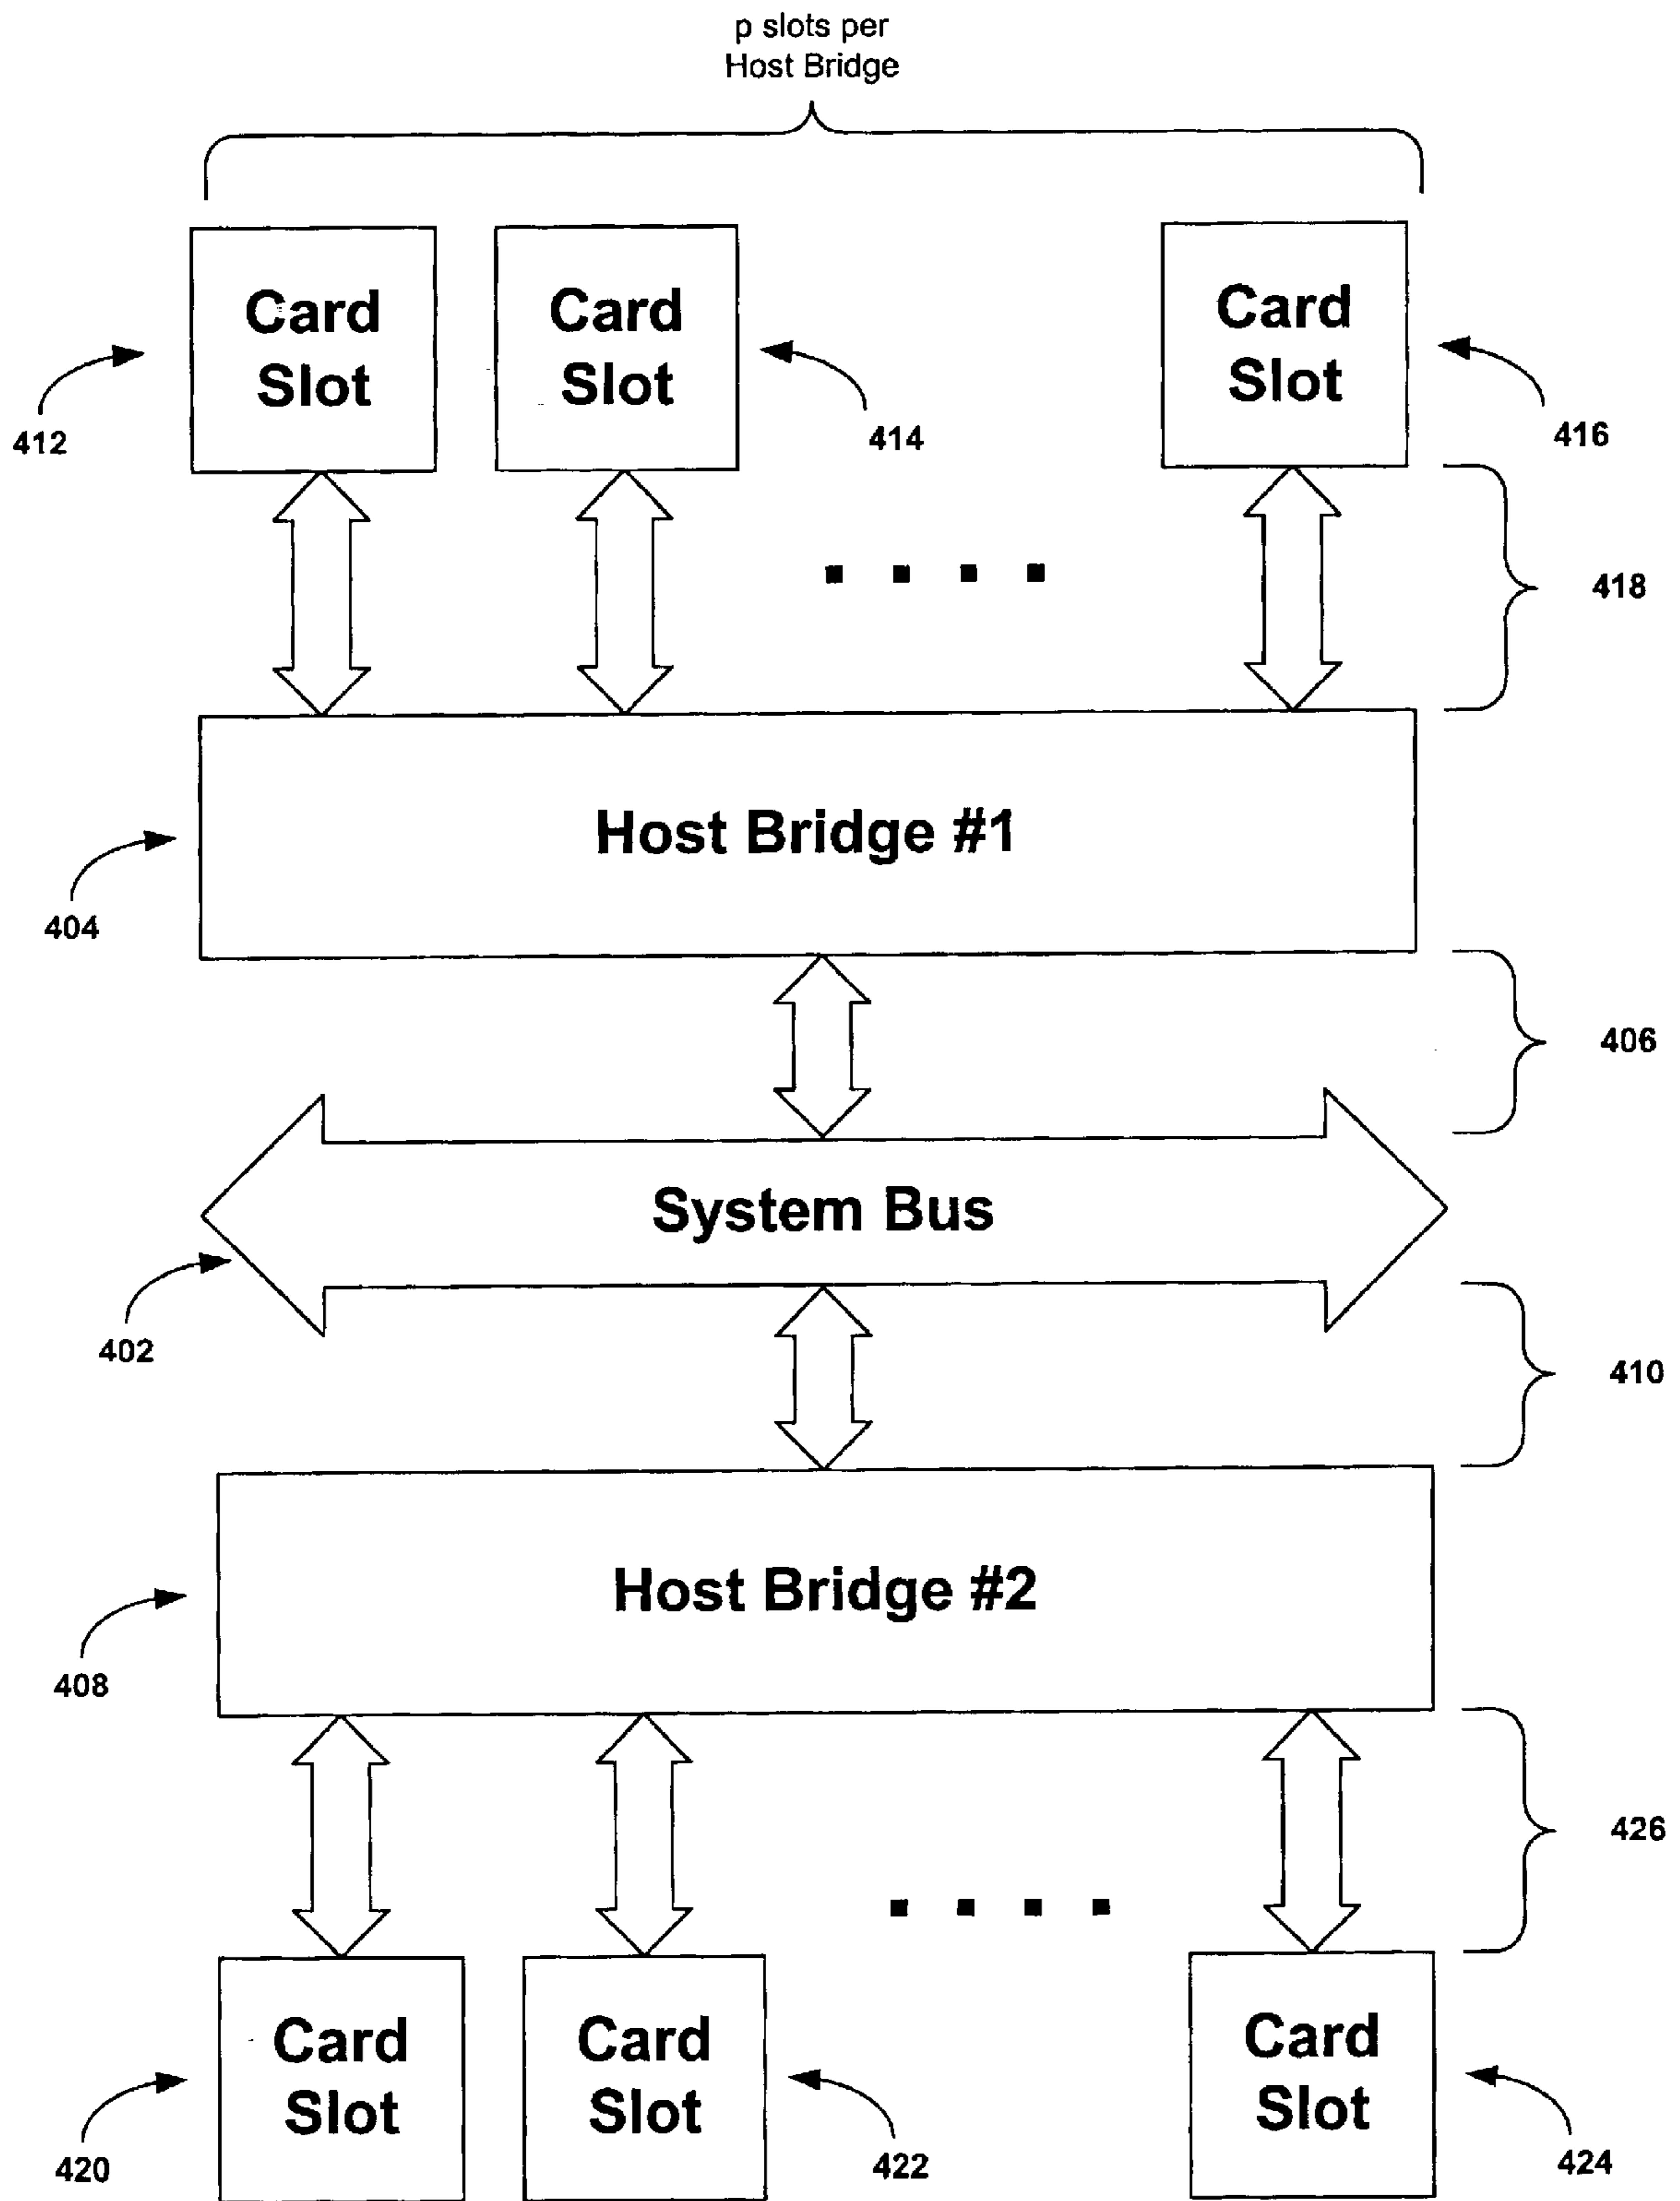 p slots per
Host Bridge
Card
Slot
Card
Slot
Card
Slot
412
414
416
418
Host Bridge #1
404
406
System Bus
402
410
Host Bridge #2
408
426
Card
Slot
Card
Slot
Card
Slot
420
422
424